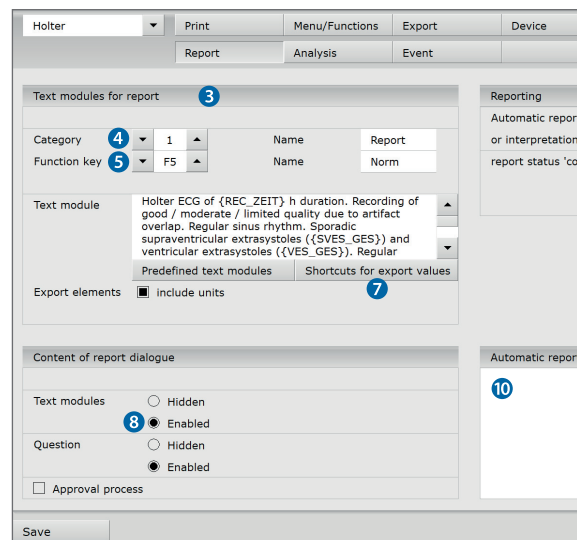 Holter Print Menu/Functions Export Device
Report Analysis Event
Text modules for report 3
Reporting
Automatic repor
Category 4 1 Name Report
or interpretation
Function key 5 F5 Name Norm
report status 'co
Text module
Holter ECG of {REC_ZEIT} h duration. Recording of
good / moderate / limited quality due to artifact
overlap. Regular sinus rhythm. Sporadic
supraventricular extrasystoles ({SVES_GES}) and
ventricular extrasystoles ({VES_GES}). Regular
Predefined text modules Shortcuts for export values
7
Export elements include units
Content of report dialogue
Automatic report
10
Text modules Hidden
8 Enabled
Question Hidden
Enabled
Approval process
Save